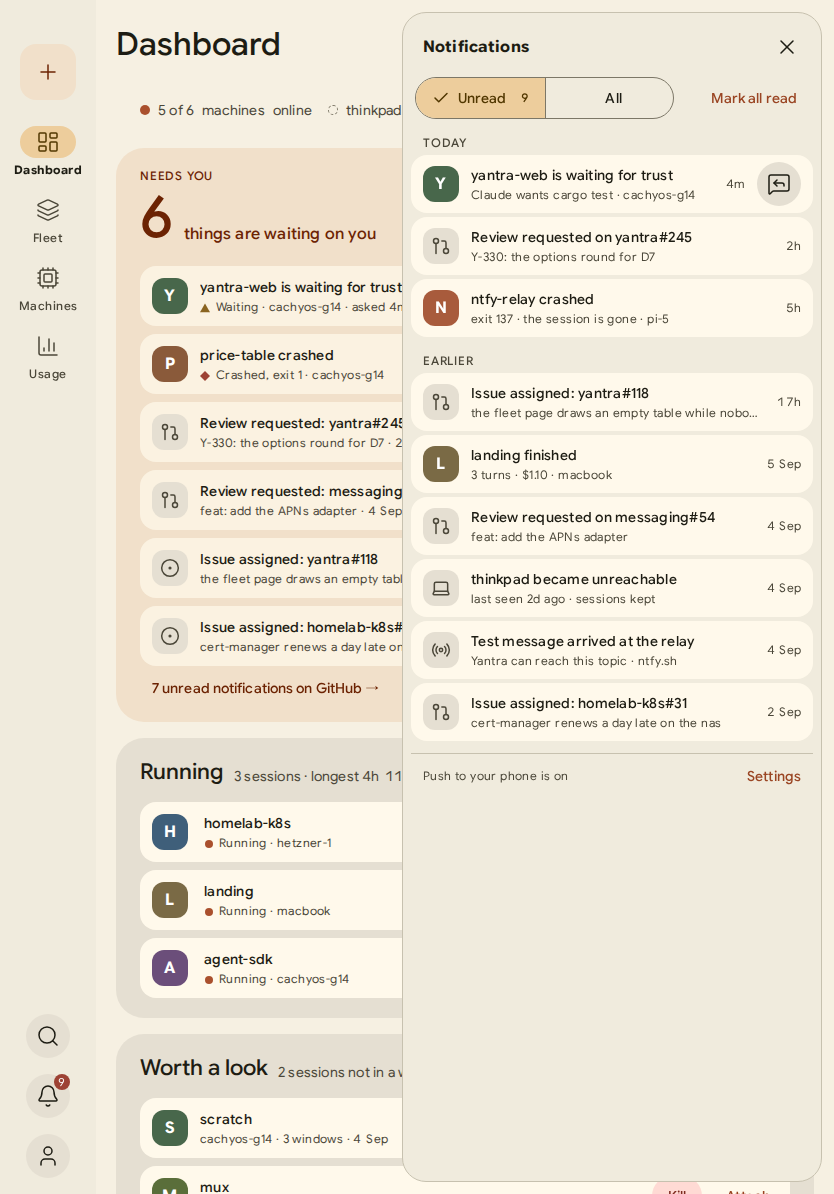 Dashboard
Fleet
Machines
Usage
9
Dashboard
5 of 6 machines online
thinkpad
NEEDS YOU
6 things are waiting on you
Y
yantra-web is waiting for trust
Waiting · cachyos-g14 · asked 4m
P
price-table crashed
Crashed, exit 1 · cachyos-g14
Review requested: yantra#245
Y-330: the options round for D7 · 2
Review requested: messaging
feat: add the APNs adapter · 4 Sep
Issue assigned: yantra#118
the fleet page draws an empty tabl
Issue assigned: homelab-k8s#
cert-manager renews a day late on
7 unread notifications on GitHub →
Running 3 sessions · longest 4h 11
H
homelab-k8s
Running · hetzner-1
L
landing
Running · macbook
A
agent-sdk
Running · cachyos-g14
Worth a look 2 sessions not in a w
S
scratch
cachyos-g14 · 3 windows · 4 Sep
M
mux
Kill
Attach
Notifications
Unread 9
All
Mark all read
TODAY
Y
yantra-web is waiting for trust
Claude wants cargo test · cachyos-g14
4m
Review requested on yantra#245
Y-330: the options round for D7
2h
N
ntfy-relay crashed
exit 137 · the session is gone · pi-5
5h
EARLIER
Issue assigned: yantra#118
the fleet page draws an empty table while nobo...
17h
L
landing finished
3 turns · $1.10 · macbook
5 Sep
Review requested on messaging#54
feat: add the APNs adapter
4 Sep
thinkpad became unreachable
last seen 2d ago · sessions kept
4 Sep
Test message arrived at the relay
Yantra can reach this topic · ntfy.sh
4 Sep
Issue assigned: homelab-k8s#31
cert-manager renews a day late on the nas
2 Sep
Push to your phone is on
Settings